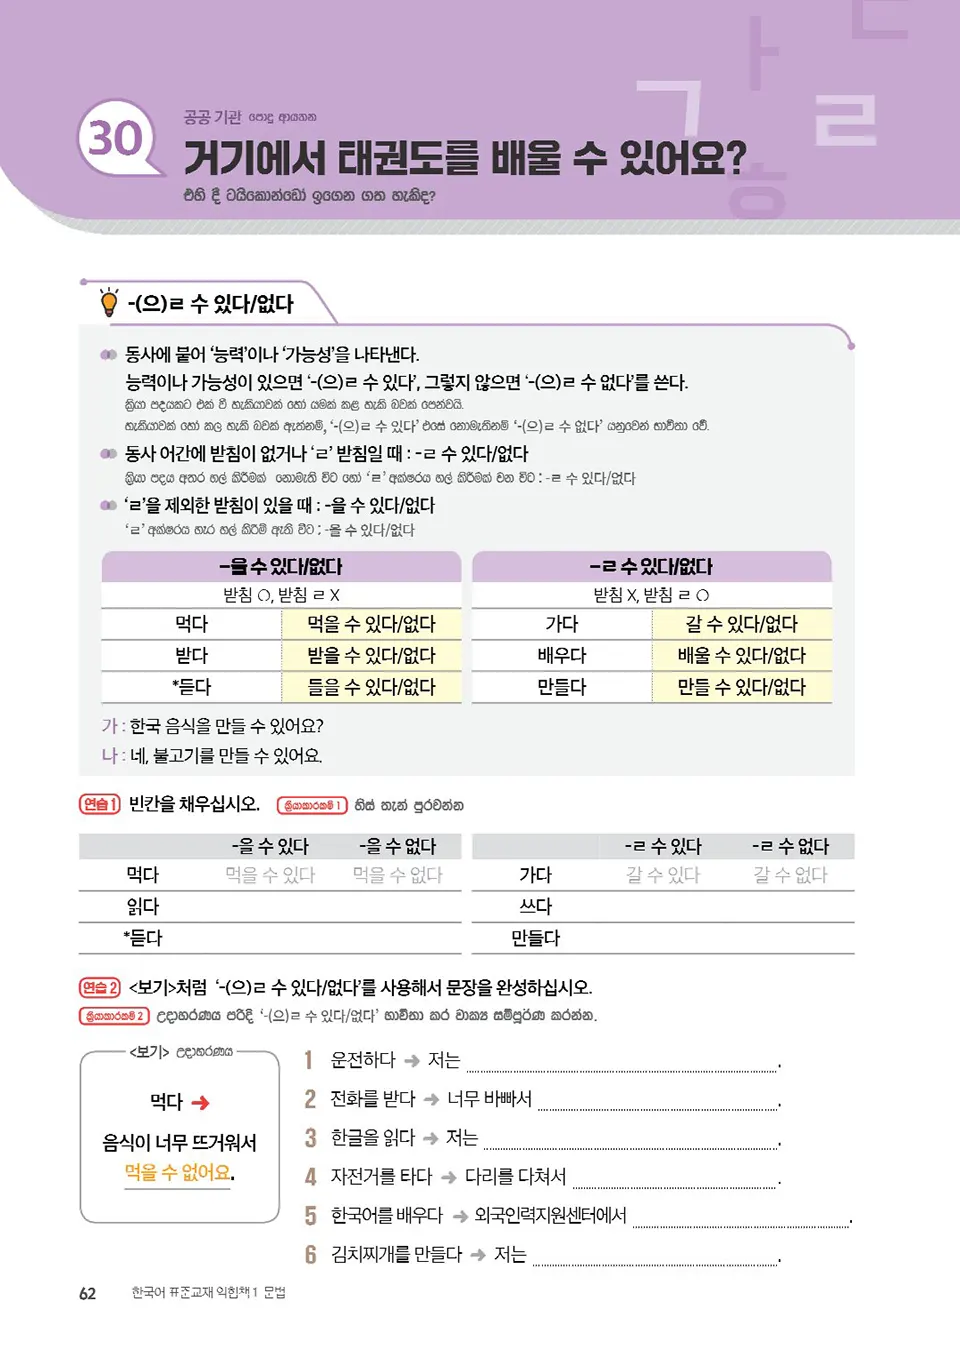 30
공공 기관 පොදු ආයතන
거기에서 태권도를 배울 수 있어요?
එහි දී ටයිකොන්ඩෝ ඉගෙන ගත හැකිද?
-(으)ㄹ 수 있다/없다
동사에 붙어 ‘능력’이나 ‘가능성’을 나타낸다.
능력이나 가능성이 있으면 ‘-(으)ㄹ 수 있다’, 그렇지 않으면 ‘-(으)ㄹ 수 없다’를 쓴다.
ක්‍රියා පදයකට එක් වී හැකියාවක් හෝ යමක් කළ හැකි බවක් පෙන්වයි.
හැකියාවක් හෝ කල හැකි බවක් ඇත්නම්, ‘-(으)ㄹ 수 있다’ එසේ නොමැතිනම් ‘-(으)ㄹ 수 없다’ යනුවෙන් භාවිතා වේ.
동사 어간에 받침이 없거나 ‘ㄹ’ 받침일 때 : -ㄹ 수 있다/없다
ක්‍රියා පදය අතර හල් කිරීමක් නොමැති විට හෝ ‘ㄹ’ අක්ෂරය හල් කිරීමක් වන විට : -ㄹ 수 있다/없다
‘ㄹ’을 제외한 받침이 있을 때 : -을 수 있다/없다
‘ㄹ’ අක්ෂරය හැර හල් කිරීම් ඇති විට : -을 수 있다/없다
-을 수 있다/없다 -ㄹ 수 있다/없다
받침 O, 받침 ㄹ X 받침 X, 받침 ㄹ O
먹다 먹을 수 있다/없다 가다 갈 수 있다/없다
받다 받을 수 있다/없다 배우다 배울 수 있다/없다
*듣다 들을 수 있다/없다 만들다 만들 수 있다/없다
가 : 한국 음식을 만들 수 있어요?
나 : 네, 불고기를 만들 수 있어요.
연습 1 빈칸을 채우십시오. ක්‍රියාකාරකම් 1 හිස් තැන් පුරවන්න
-을 수 있다 -을 수 없다 -ㄹ 수 있다 -ㄹ 수 없다
먹다 먹을 수 있다 먹을 수 없다 가다 갈 수 있다 갈 수 없다
읽다 쓰다
*듣다 만들다
연습 2 <보기>처럼 ‘-(으)ㄹ 수 있다/없다’를 사용해서 문장을 완성하십시오.
ක්‍රියාකාරකම් 2 උදාහරණය පරිදි ‘-(으)ㄹ 수 있다/없다’ භාවිතා කර වාක්‍ය සම්පූර්ණ කරන්න.
<보기> උදාහරණය
먹다 ➜
음식이 너무 뜨거워서
먹을 수 없어요.
1 운전하다 ➜ 저는 .
2 전화를 받다 ➜ 너무 바빠서 .
3 한글을 읽다 ➜ 저는 .
4 자전거를 타다 ➜ 다리를 다쳐서 .
5 한국어를 배우다 ➜ 외국인력지원센터에서 .
6 김치찌개를 만들다 ➜ 저는 .
62 한국어 표준교재 익힘책 1 문법